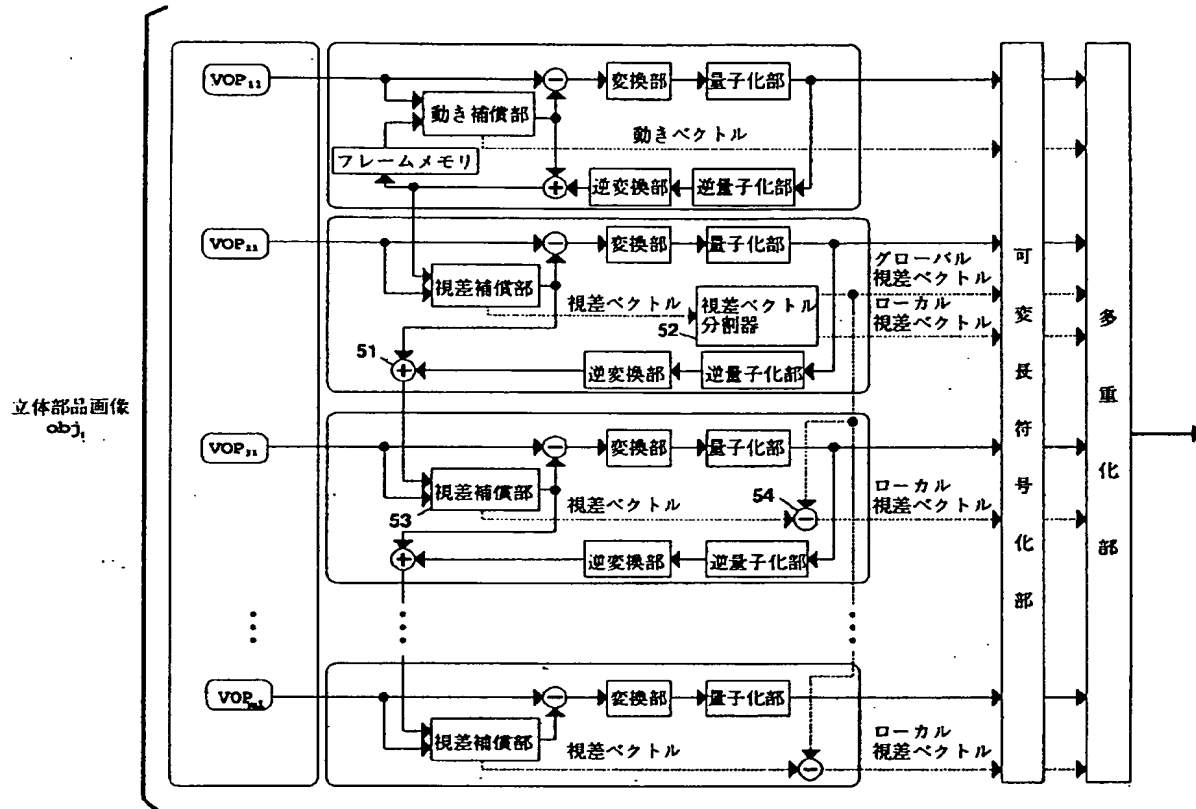 立体部品画像
obj₁
VOP₁₁
変換部
量子化部
動き補償部
動きベクトル
フレームメモリ
逆変換部
逆量子化部
VOP₂₁
変換部
量子化部
視差補償部
視差ベクトル
視差ベクトル
分割器
52
グローバル
視差ベクトル
ローカル
視差ベクトル
51
逆変換部
逆量子化部
VOP₃₁
変換部
量子化部
視差補償部
53
視差ベクトル
54
ローカル
視差ベクトル
逆変換部
逆量子化部
VOPₘ₁
変換部
量子化部
視差補償部
視差ベクトル
ローカル
視差ベクトル
可変長符号化部
多重化部